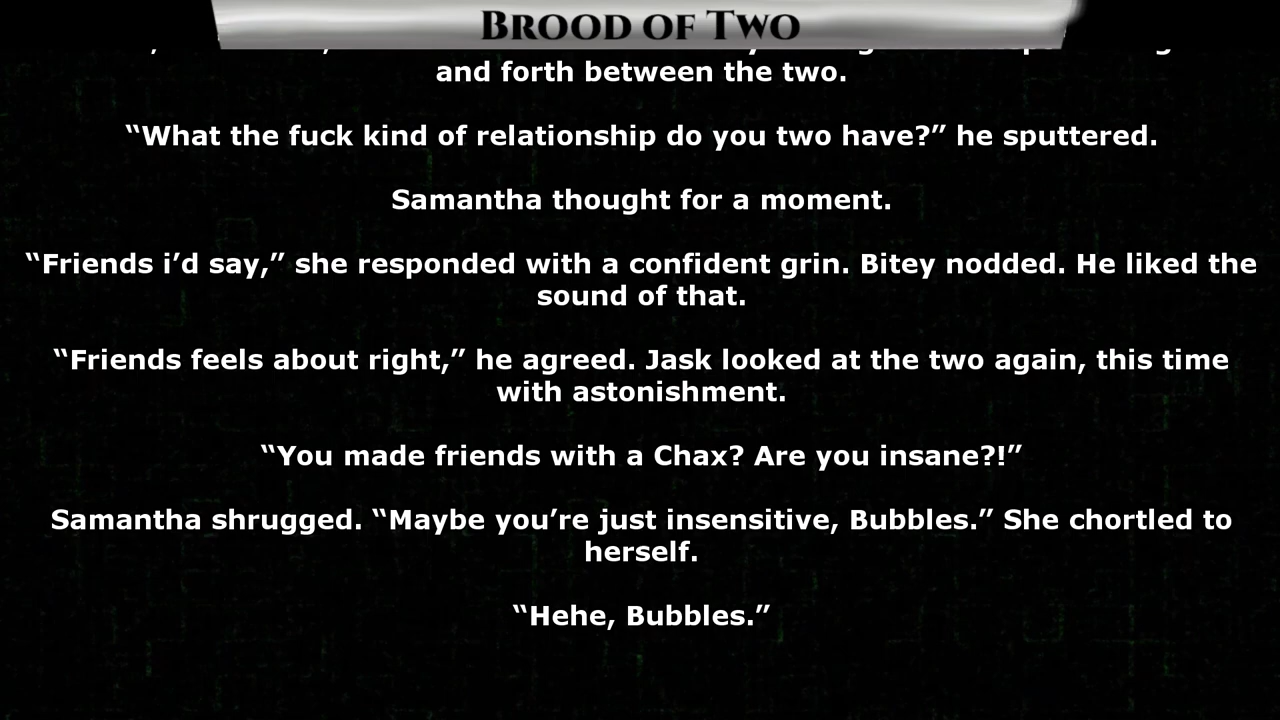 Brood of Two
and forth between the two.
“What the fuck kind of relationship do you two have?” he sputtered.
Samantha thought for a moment.
“Friends i’d say,” she responded with a confident grin. Bitey nodded. He liked the
sound of that.
“Friends feels about right,” he agreed. Jask looked at the two again, this time
with astonishment.
“You made friends with a Chax? Are you insane?!”
Samantha shrugged. “Maybe you’re just insensitive, Bubbles.” She chortled to
herself.
“Hehe, Bubbles.”